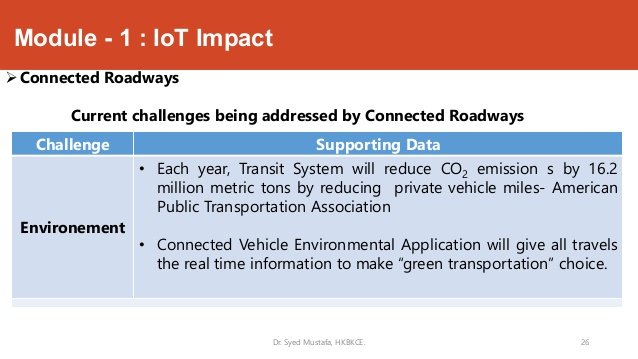 Module - 1 : IoT Impact
➢ Connected Roadways
Current challenges being addressed by Connected Roadways
Challenge Supporting Data
Environement
• Each year, Transit System will reduce CO₂ emission s by 16.2
million metric tons by reducing private vehicle miles- American
Public Transportation Association
• Connected Vehicle Environmental Application will give all travels
the real time information to make “green transportation” choice.
Dr. Syed Mustafa, HKBKCE. 26